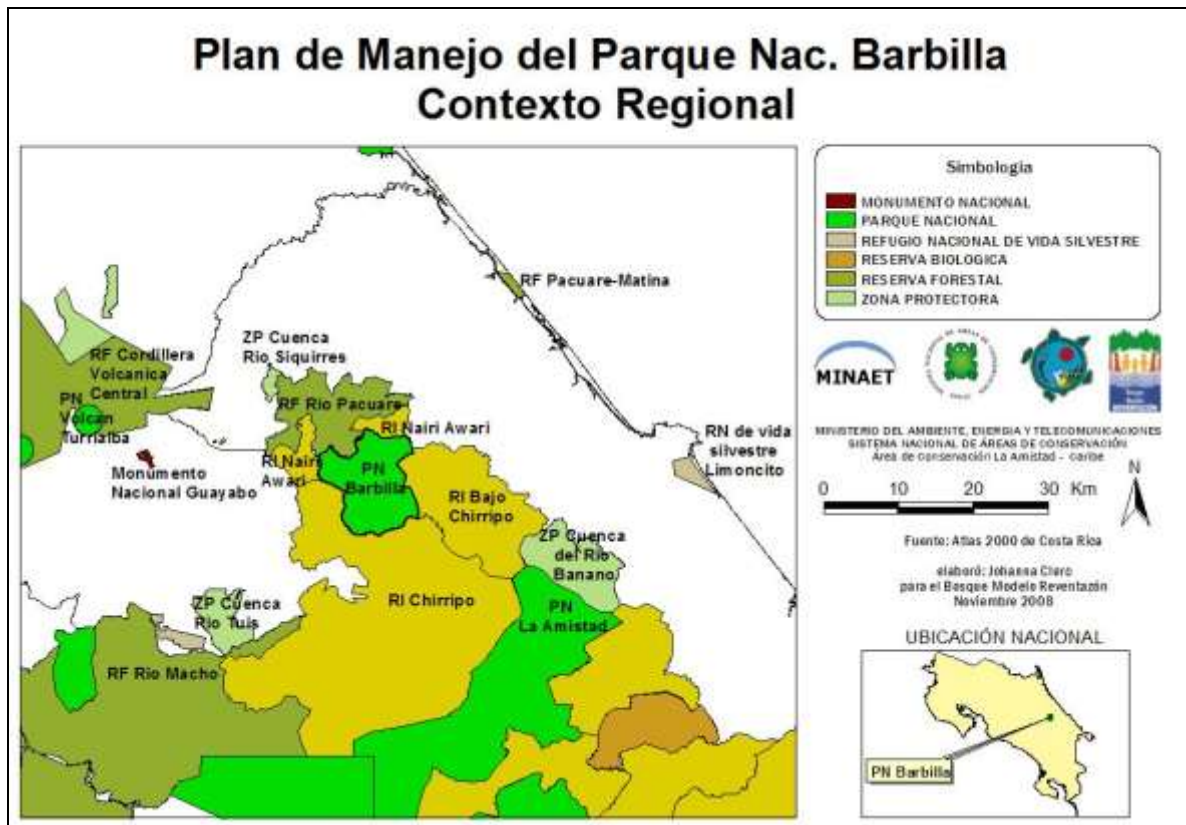 Plan de Manejo del Parque Nac. Barbilla
Contexto Regional
RF Pacuare-Matina
ZP Cuenca
Rio Siquirres
RF Cordillera
Volcanica
Central
PN
Volcan
Turrialba
RF Rio Pacuare
RI Nairi Awari
RI Nairi
Awari
PN
Barbilla
Monumento
Nacional Guayabo
RN de vida
silvestre
Limoncito
RI Bajo
Chirripo
ZP Cuenca
del Rio
Banano
RI Chirripo
PN
La Amistad
ZP Cuenca
Rio Tuis
RF Rio Macho
Simbologia
MONUMENTO NACIONAL
PARQUE NACIONAL
REFUGIO NACIONAL DE VIDA SILVESTRE
RESERVA BIOLOGICA
RESERVA FORESTAL
ZONA PROTECTORA
MINAET
MINISTERIO DEL AMBIENTE, ENERGIA Y TELECOMUNICACIONES
SISTEMA NACIONAL DE ÁREAS DE CONSERVACIÓN
Área de Conservación La Amistad - Caribe
N
0 10 20 30 Km
Fuente: Atlas 2000 de Costa Rica
elaboró: Johanna Clerc
para el Bosque Modelo Reventazón
Noviembre 2008
UBICACIÓN NACIONAL
PN Barbilla